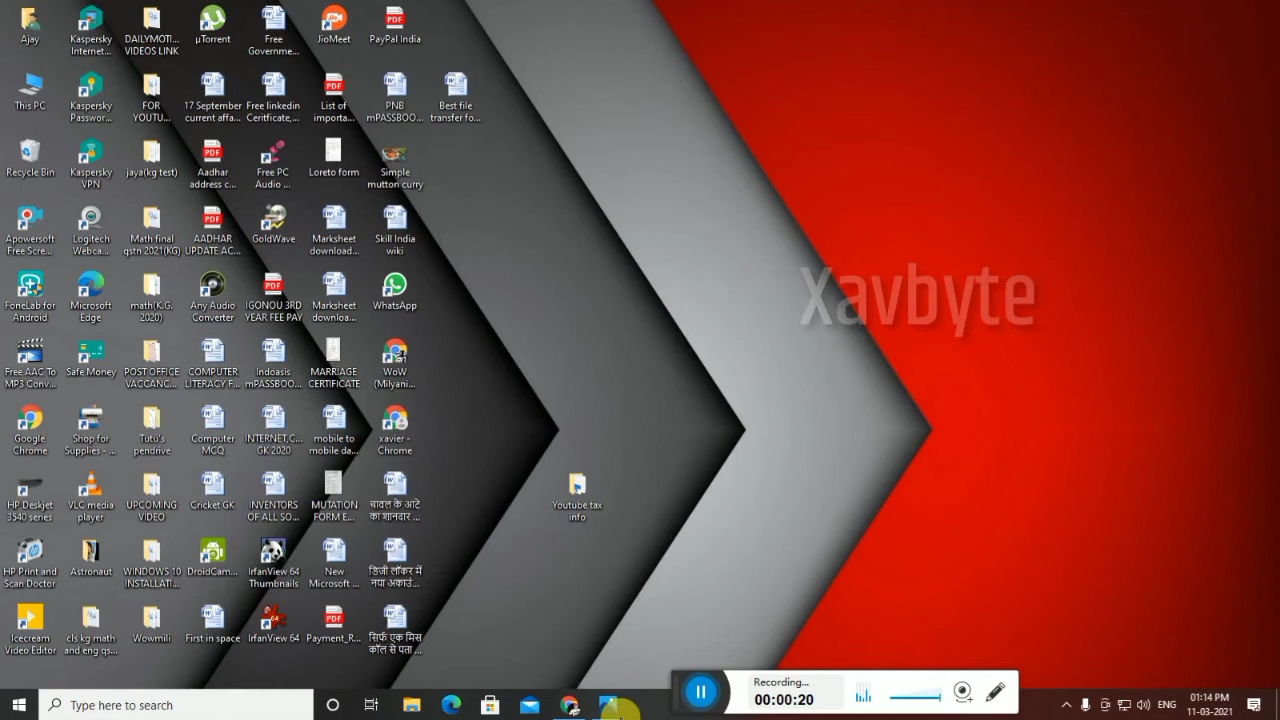 Ajay
Kaspersky
Internet...
DAILYMOTI...
VIDEOS LINK
µTorrent
Free
Governme...
JioMeet
PayPal India
This PC
Kaspersky
Passwor...
FOR
YOUTU...
17 September
current affa...
Free linkedin
Ceritficate,...
List of
importa...
PNB
mPASSBOO...
Best file
transfer fo...
Recycle Bin
Kaspersky
VPN
jaya(kg test)
Aadhar
address c...
Free PC
Audio ...
Loreto form
Simple
mutton curry
Apowersoft
Free Scre...
Logitech
Webca...
Math final
qstn 2021(KG)
AADHAR
UPDATE AC...
GoldWave
Marksheet
download...
Skill India
wiki
FoneLab for
Android
Microsoft
Edge
math(K.G.
2020)
Any Audio
Converter
IGONOU 3RD
YEAR FEE PAY
Marksheet
downloa...
WhatsApp
Xavbyte
Free AAC To
MP3 Conv...
Safe Money
POST OFFICE
VACCANC...
COMPUTER
LITERACY F...
Indoasis
mPASSBOO...
MARRIAGE
CERTIFICATE
WoW
(Milyani...
Google
Chrome
Shop for
Supplies - ...
Tutu's
pendrive
Computer
MCQ
INTERNET,C...
GK 2020
mobile to
mobile da...
xavier -
Chrome
HP Deskjet
3540 series
VLC media
player
UPCOMING
VIDEO
Cricket GK
INVENTORS
OF ALL SO...
MUTATION
FORM E...
चावल के आटे
का शानदार ...
Youtube tax
info
HP Print and
Scan Doctor
Astronaut
WINDOWS 10
INSTALLATI...
DroidCam...
IrfanView 64
Thumbnails
New
Microsoft ...
डिजी लॉकर में
नया अकाउं...
Icecream
Video Editor
cls kg math
and eng qs...
Wowmili
First in space
IrfanView 64
Payment_R...
सिर्फ एक मिस
कॉल से पता ...
Recording...
00:00:20
Type here to search
ENG
01:14 PM
11-03-2021